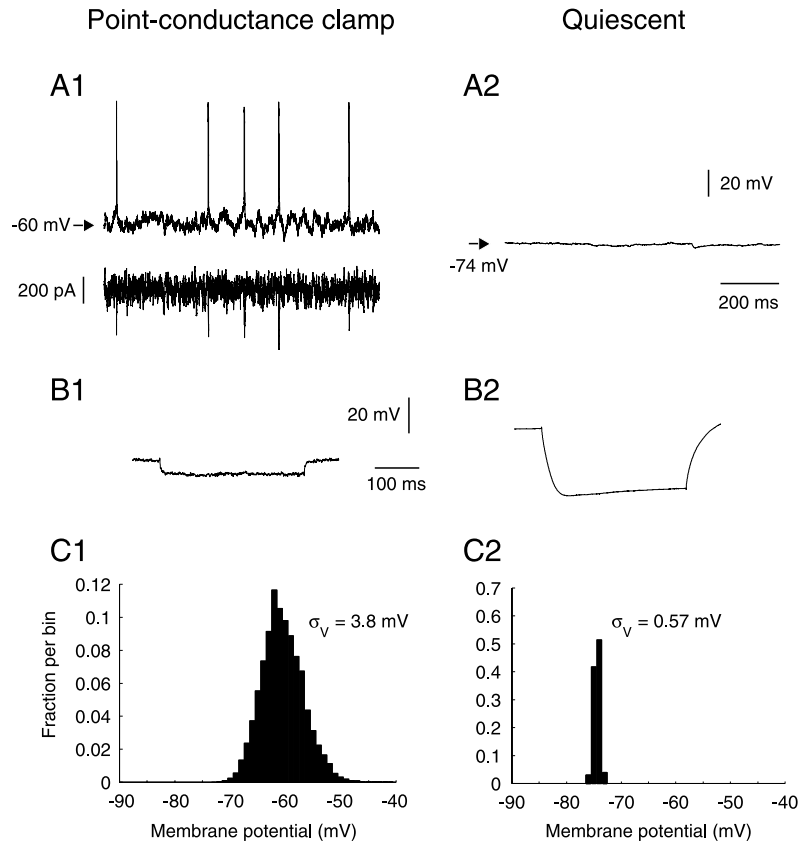 Point-conductance clamp
Quiescent
A1
A2
-60 mV
200 pA
20 mV
-74 mV
200 ms
B1
B2
20 mV
100 ms
C1
C2
Fraction per bin
0.12
0.1
0.08
0.06
0.04
0.02
0
σV = 3.8 mV
-90 -80 -70 -60 -50 -40
Membrane potential (mV)
0.7
0.6
0.5
0.4
0.3
0.2
0.1
0
σV = 0.57 mV
-90 -80 -70 -60 -50 -40
Membrane potential (mV)